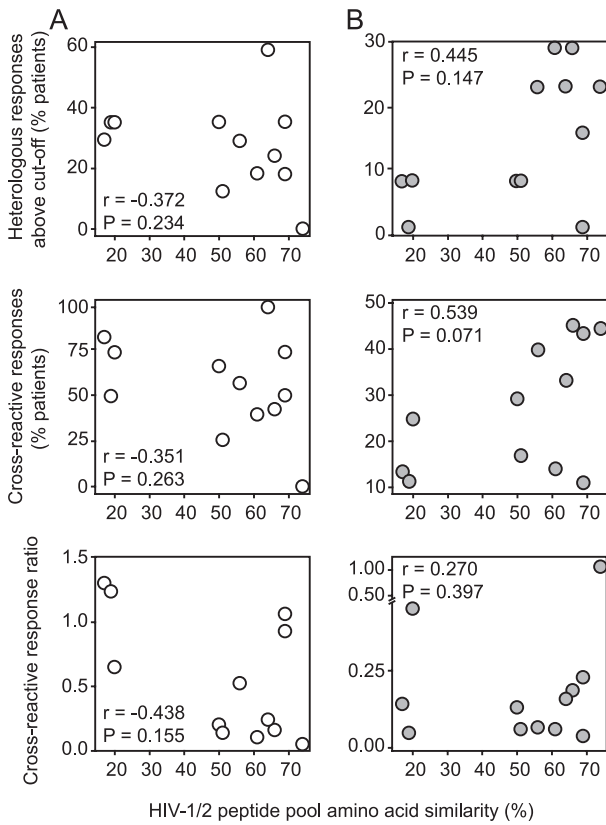 A
B
Heterologous responses
above cut-off (% patients)
60
40
20
0
r = -0.372
P = 0.234
20 30 40 50 60 70
30
20
10
0
r = 0.445
P = 0.147
20 30 40 50 60 70
Cross-reactive responses
(% patients)
100
75
50
25
0
r = -0.351
P = 0.263
20 30 40 50 60 70
50
40
30
20
10
r = 0.539
P = 0.071
20 30 40 50 60 70
Cross-reactive response ratio
1.5
1.0
0.5
0.0
r = -0.438
P = 0.155
20 30 40 50 60 70
1.00
0.50
0.25
0.00
r = 0.270
P = 0.397
20 30 40 50 60 70
HIV-1/2 peptide pool amino acid similarity (%)